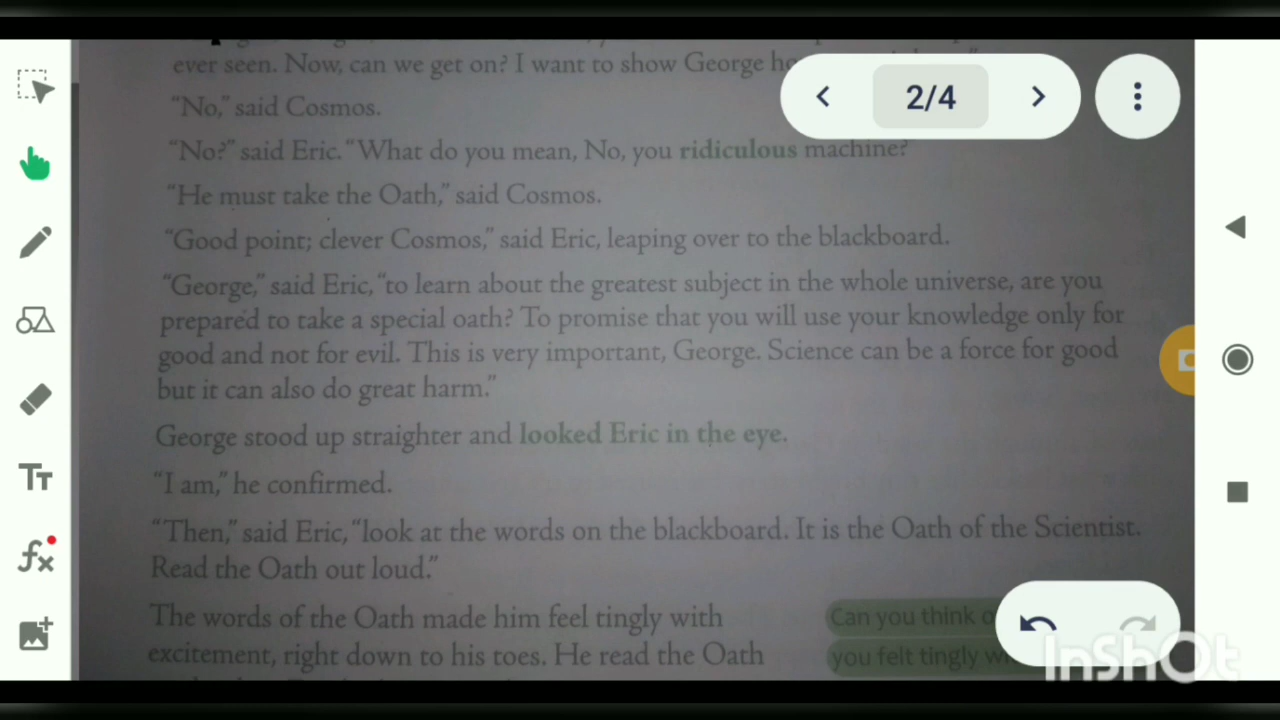 ever seen. Now, can we get on? I want to show George
2/4
"No," said Cosmos.
"No?" said Eric. "What do you mean, No, you ridiculous machine?
"He must take the Oath," said Cosmos.
"Good point; clever Cosmos," said Eric, leaping over to the blackboard.
"George," said Eric, "to learn about the greatest subject in the whole universe, are you
prepared to take a special oath? To promise that you will use your knowledge only for
good and not for evil. This is very important, George. Science can be a force for good
but it can also do great harm."
George stood up straighter and looked Eric in the eye.
"I am," he confirmed.
"Then," said Eric, "look at the words on the blackboard. It is the Oath of the Scientist.
Read the Oath out loud."
The words of the Oath made him feel tingly with
excitement, right down to his toes. He read the Oath
Can you think
you felt tingly
Tт
fx
InShOt